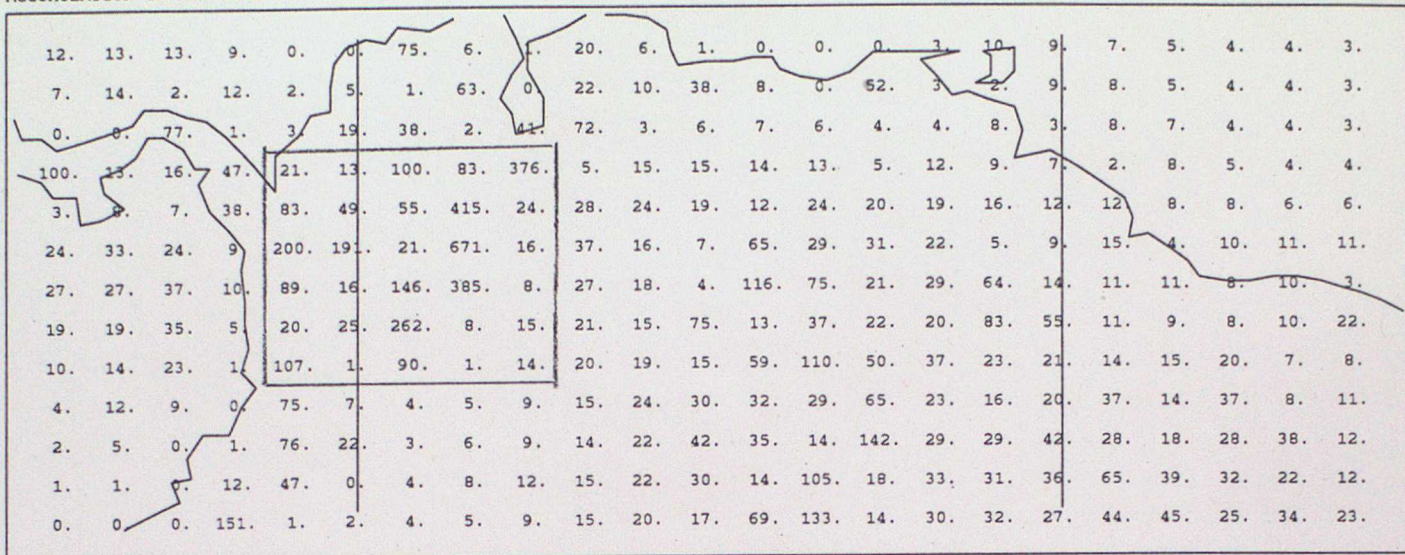 12. 13. 13. 9. 0. 0. 75. 6. 1. 20. 6. 1. 0. 0. 0. 3. 10. 9. 7. 5. 4. 4. 3.
7. 14. 2. 12. 2. 5. 1. 63. 0. 22. 10. 38. 8. 0. 52. 3. 2. 9. 8. 5. 4. 4. 3.
0. 0. 77. 1. 3. 19. 38. 2. 41. 72. 3. 6. 7. 6. 4. 4. 8. 3. 8. 7. 4. 4. 3.
100. 13. 16. 47. 21. 13. 100. 83. 376. 5. 15. 15. 14. 13. 5. 12. 9. 7. 2. 8. 5. 4. 4.
3. 7. 38. 83. 49. 55. 415. 24. 28. 24. 19. 12. 24. 20. 19. 16. 12. 12. 8. 8. 6. 6.
24. 33. 24. 9. 200. 191. 21. 671. 16. 37. 16. 7. 65. 29. 31. 22. 5. 9. 15. 4. 10. 11. 11.
27. 27. 37. 10. 89. 16. 146. 385. 8. 27. 18. 4. 116. 75. 21. 29. 64. 14. 11. 11. 8. 10. 3.
19. 19. 35. 5. 20. 25. 262. 8. 15. 21. 15. 75. 13. 37. 22. 20. 83. 55. 11. 9. 8. 10. 22.
10. 14. 23. 1. 107. 1. 90. 1. 14. 20. 19. 15. 59. 110. 50. 37. 23. 21. 14. 15. 20. 7. 8.
4. 12. 9. 0. 75. 7. 4. 5. 9. 15. 24. 30. 32. 29. 65. 23. 16. 20. 37. 14. 37. 8. 11.
2. 5. 0. 1. 76. 22. 3. 6. 9. 14. 22. 42. 35. 14. 142. 29. 29. 42. 28. 18. 28. 38. 12.
1. 1. 12. 47. 0. 4. 8. 12. 15. 22. 30. 14. 105. 18. 33. 31. 36. 65. 39. 32. 22. 12.
0. 0. 0. 151. 1. 2. 4. 5. 9. 15. 20. 17. 69. 133. 14. 30. 32. 27. 44. 45. 25. 34. 23.